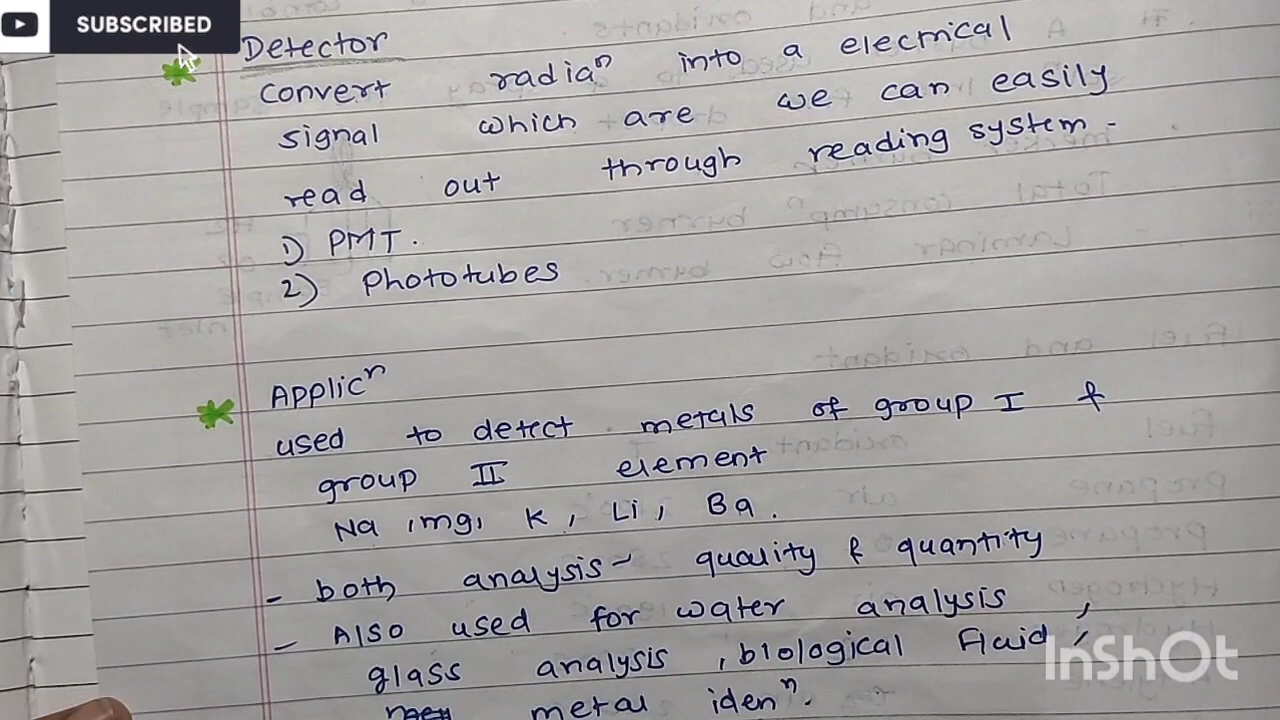 SUBSCRIBED
Detector
convert radiaⁿ into a electrical
signal which are we can easily
read out through reading system -
1) PMT.
2) Phototubes
Applicⁿ
used to detect metals of group I &
group II element
Na, mg, K, Li, Ba.
- both analysis - quality & quantity
- Also used for water analysis,
glass analysis, biological fluid,
metal idenⁿ.
InShOt